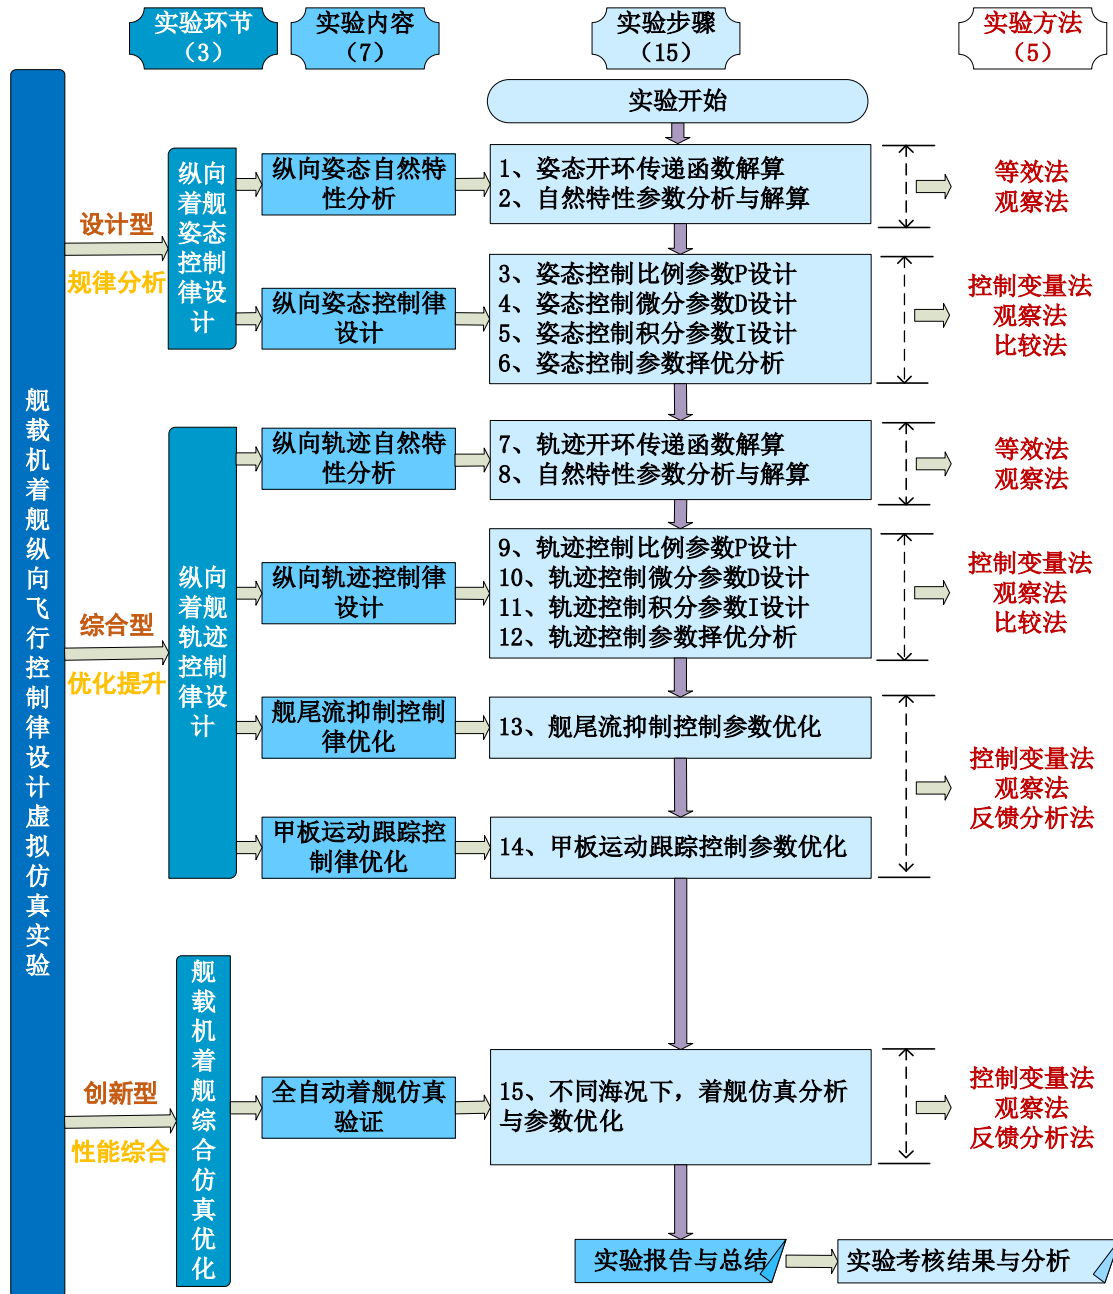 实验环节
（3）
实验内容
（7）
实验步骤
（15）
实验方法
（5）
舰载机着舰纵向飞行控制律设计虚拟仿真实验
实验开始
设计型
规律分析
纵向
着舰
姿态
控制
律设
计
纵向姿态自然特
性分析
1、姿态开环传递函数解算
2、自然特性参数分析与解算
等效法
观察法
纵向姿态控制律
设计
3、姿态控制比例参数P设计
4、姿态控制微分参数D设计
5、姿态控制积分参数I设计
6、姿态控制参数择优分析
控制变量法
观察法
比较法
综合型
优化提升
纵向
着舰
轨迹
控制
律设
计
纵向轨迹自然特
性分析
7、轨迹开环传递函数解算
8、自然特性参数分析与解算
等效法
观察法
纵向轨迹控制律
设计
9、轨迹控制比例参数P设计
10、轨迹控制微分参数D设计
11、轨迹控制积分参数I设计
12、轨迹控制参数择优分析
控制变量法
观察法
比较法
舰尾流抑制控制
律优化
13、舰尾流抑制控制参数优化
甲板运动跟踪控
制律优化
14、甲板运动跟踪控制参数优化
控制变量法
观察法
反馈分析法
创新型
性能综合
舰载机着舰综合仿真优化
全自动着舰仿真
验证
15、不同海况下，着舰仿真分析
与参数优化
控制变量法
观察法
反馈分析法
实验报告与总结
实验考核结果与分析